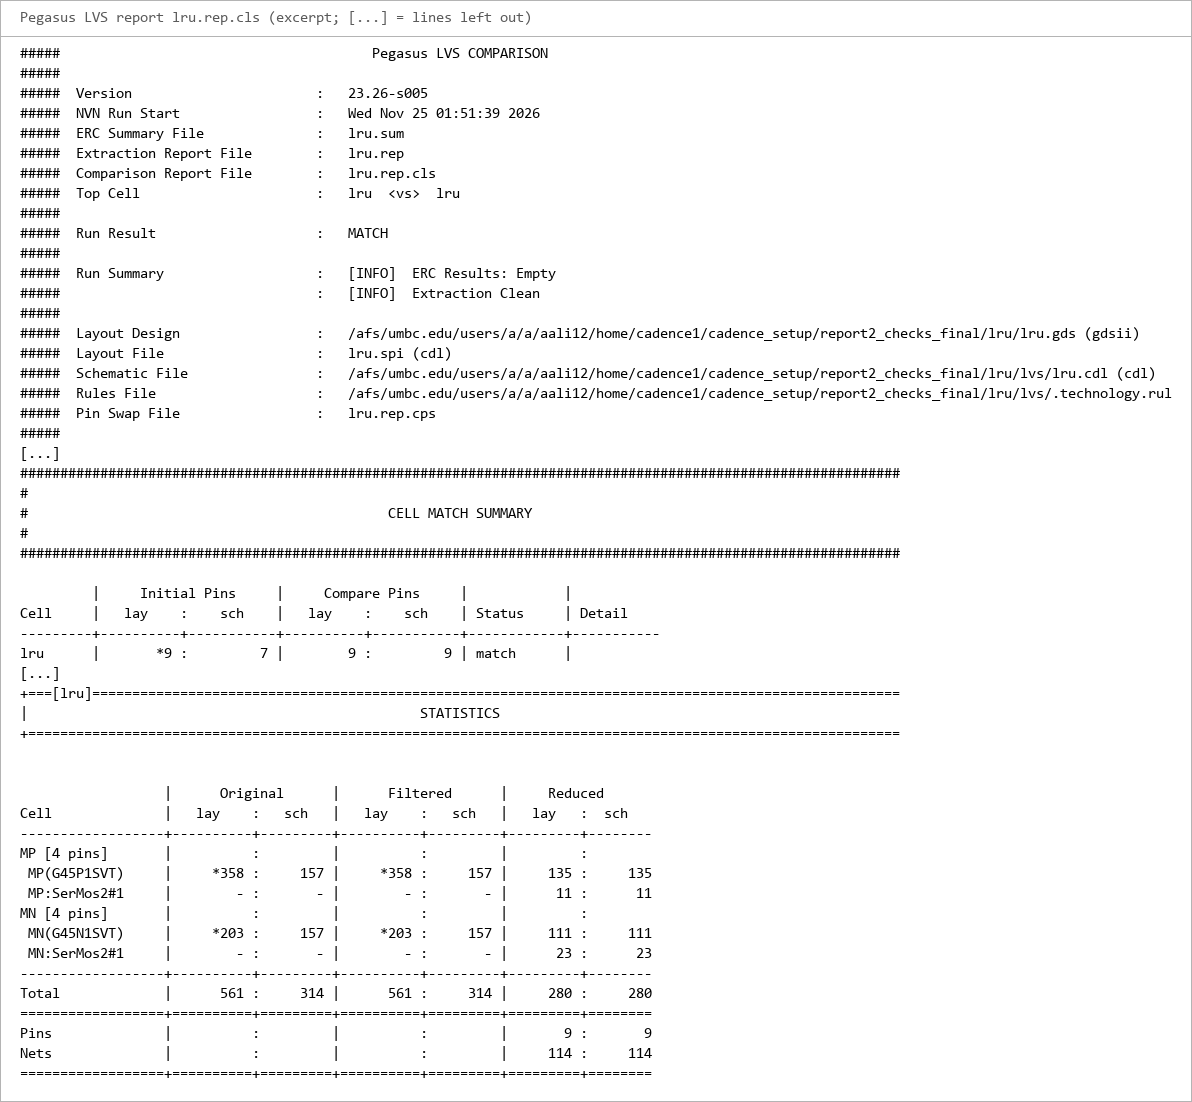 Pegasus LVS report lru.rep.cls (excerpt; [...] = lines left out)
#####                                       Pegasus LVS COMPARISON
#####
#####  Version                       :   23.26-s005
#####  NVN Run Start                 :   Wed Nov 25 01:51:39 2026
#####  ERC Summary File              :   lru.sum
#####  Extraction Report File        :   lru.rep
#####  Comparison Report File        :   lru.rep.cls
#####  Top Cell                      :   lru  <vs>  lru
#####
#####  Run Result                    :   MATCH
#####
#####  Run Summary                   :   [INFO]  ERC Results: Empty
#####                                :   [INFO]  Extraction Clean
#####
#####  Layout Design                 :   /afs/umbc.edu/users/a/a/aali12/home/cadence1/cadence_setup/report2_checks_final/lru/lru.gds (gdsii)
#####  Layout File                   :   lru.spi (cdl)
#####  Schematic File                :   /afs/umbc.edu/users/a/a/aali12/home/cadence1/cadence_setup/report2_checks_final/lru/lvs/lru.cdl (cdl)
#####  Rules File                    :   /afs/umbc.edu/users/a/a/aali12/home/cadence1/cadence_setup/report2_checks_final/lru/lvs/.technology.rul
#####  Pin Swap File                 :   lru.rep.cps
#####
[...]
##############################################################################################################
#
#                                             CELL MATCH SUMMARY
#
##############################################################################################################
         |     Initial Pins     |     Compare Pins     |            |
Cell     |   lay    :    sch    |   lay    :    sch    | Status     | Detail
---------+----------+-----------+----------+-----------+------------+-----------
lru      |       *9 :         7 |        9 :         9 | match      |
[...]
+===[lru]=====================================================================================================
|                                                 STATISTICS
+=============================================================================================================
                  |      Original      |      Filtered      |     Reduced
Cell              |   lay    :   sch   |   lay    :   sch   |   lay   :  sch
------------------+----------+---------+----------+---------+---------+--------
MP [4 pins]       |          :         |          :         |         :
 MP(G45P1SVT)     |     *358 :     157 |     *358 :     157 |     135 :     135
 MP:SerMos2#1     |        - :       - |        - :       - |      11 :      11
MN [4 pins]       |          :         |          :         |         :
 MN(G45N1SVT)     |     *203 :     157 |     *203 :     157 |     111 :     111
 MN:SerMos2#1     |        - :       - |        - :       - |      23 :      23
------------------+----------+---------+----------+---------+---------+--------
Total             |      561 :     314 |      561 :     314 |     280 :     280
==================+==========+=========+==========+=========+=========+========
Pins              |          :         |          :         |       9 :       9
Nets              |          :         |          :         |     114 :     114
==================+==========+=========+==========+=========+=========+========